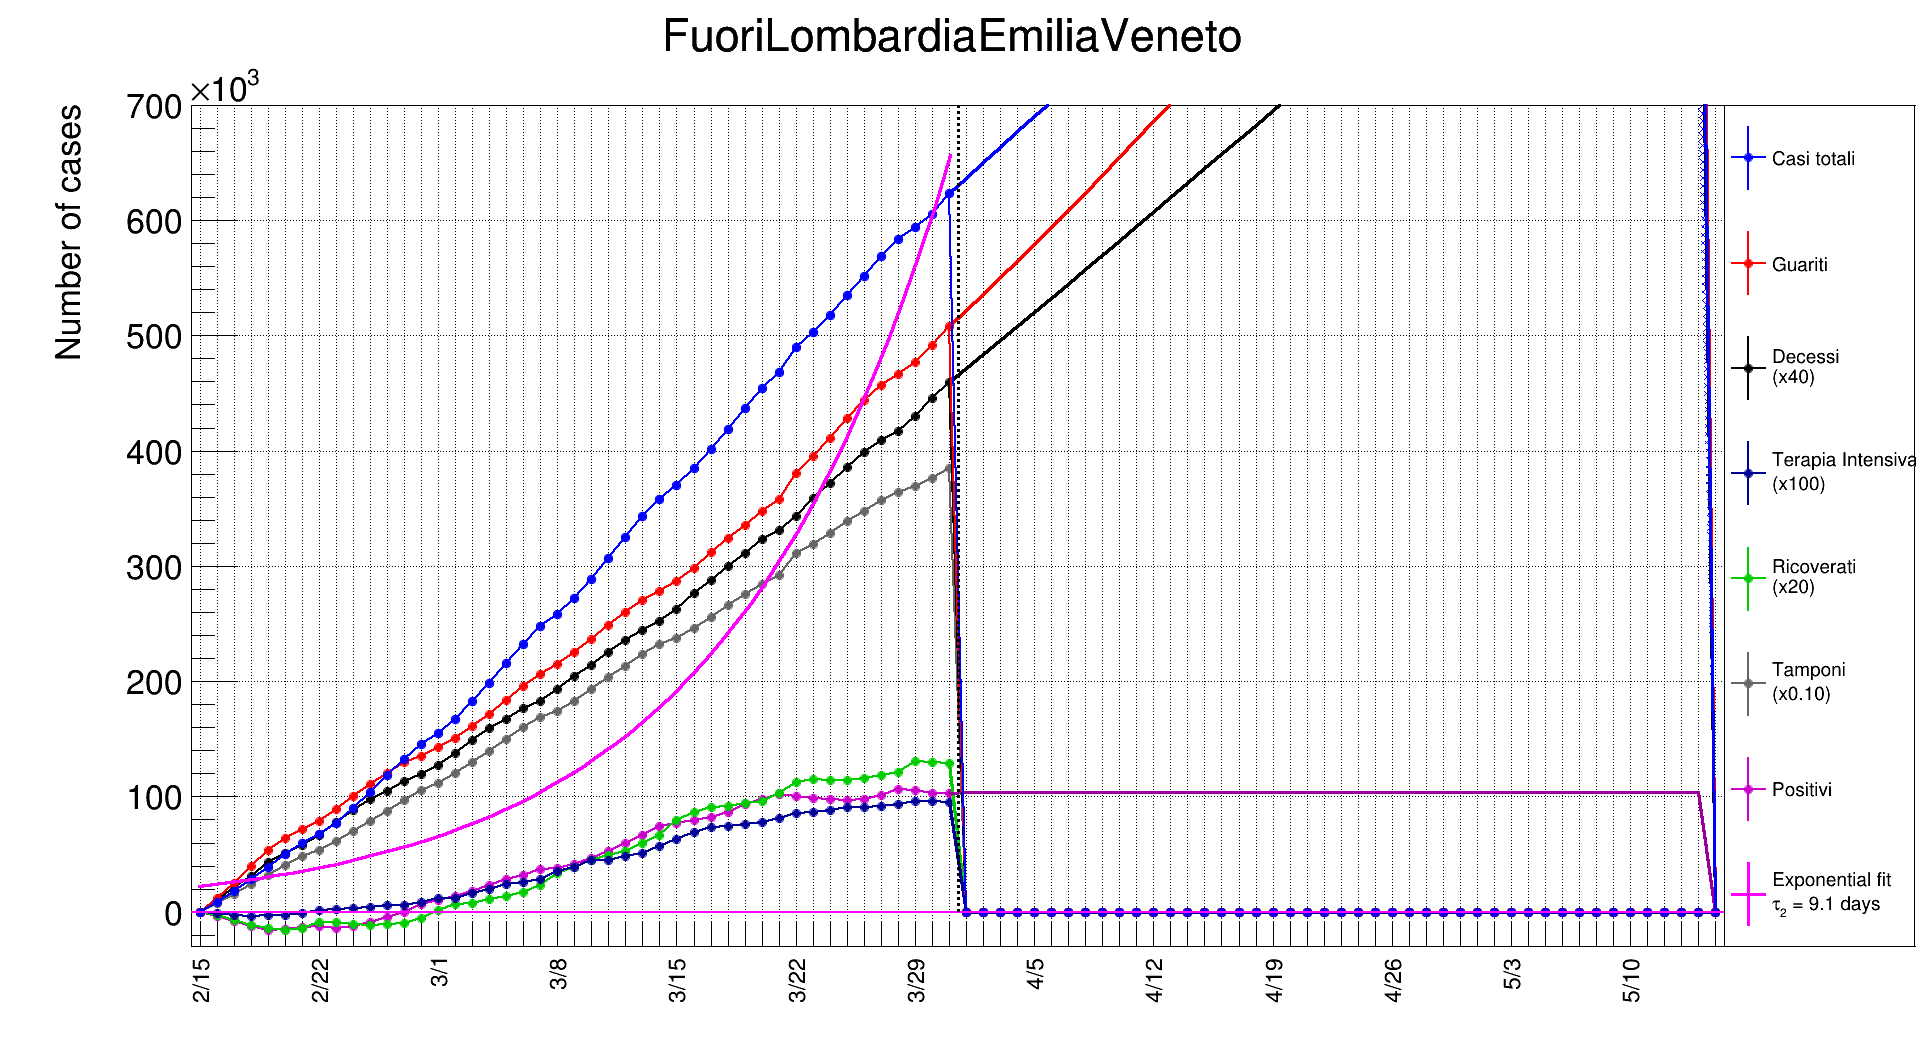 FuoriLombardiaEmiliaVeneto
×10³
Number of cases
700
600
500
400
300
200
100
0
2/15
2/22
3/1
3/8
3/15
3/22
3/29
4/5
4/12
4/19
4/26
5/3
5/10
Casi totali
Guariti
Decessi
(x40)
Terapia Intensiva
(x100)
Ricoverati
(x20)
Tamponi
(x0.10)
Positivi
Exponential fit
τ₂ = 9.1 days